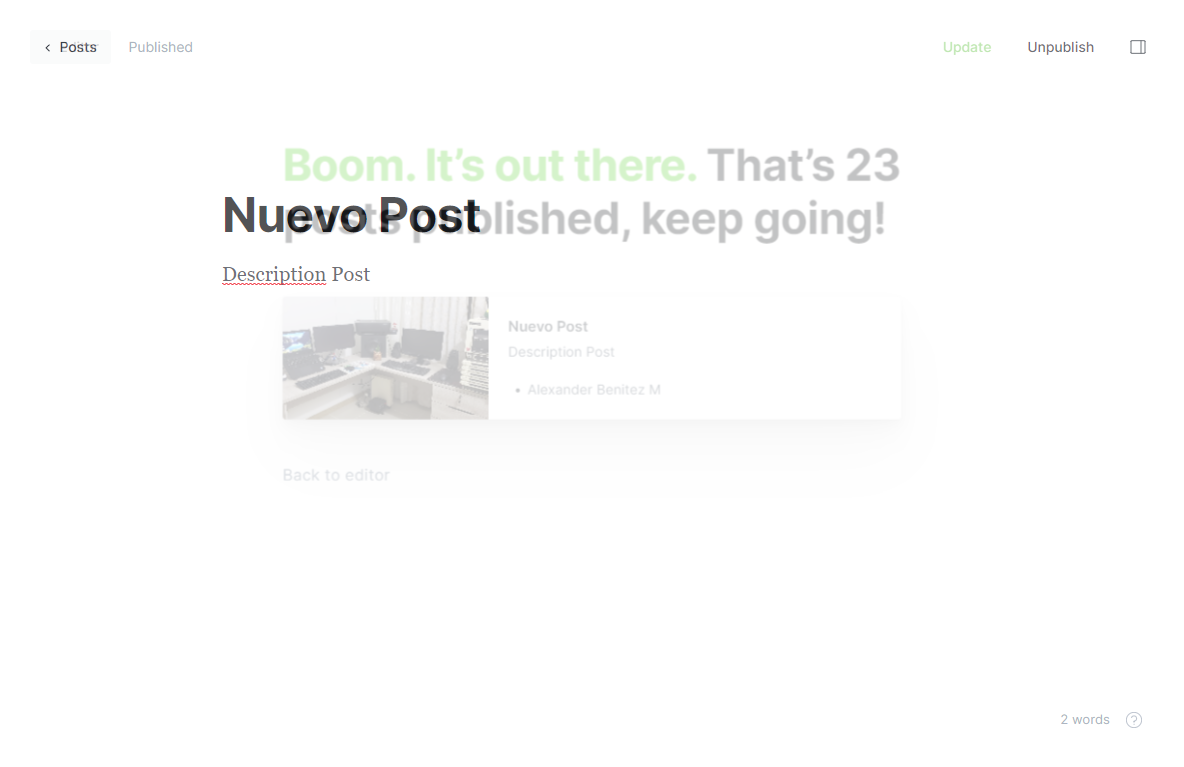 Posts
Published
Update
Unpublish
Boom. It's out there. That's 23
posts published, keep going!
Nuevo Post
Description Post
Nuevo Post
Description Post
Alexander Benitez M
Back to editor
2 words
?